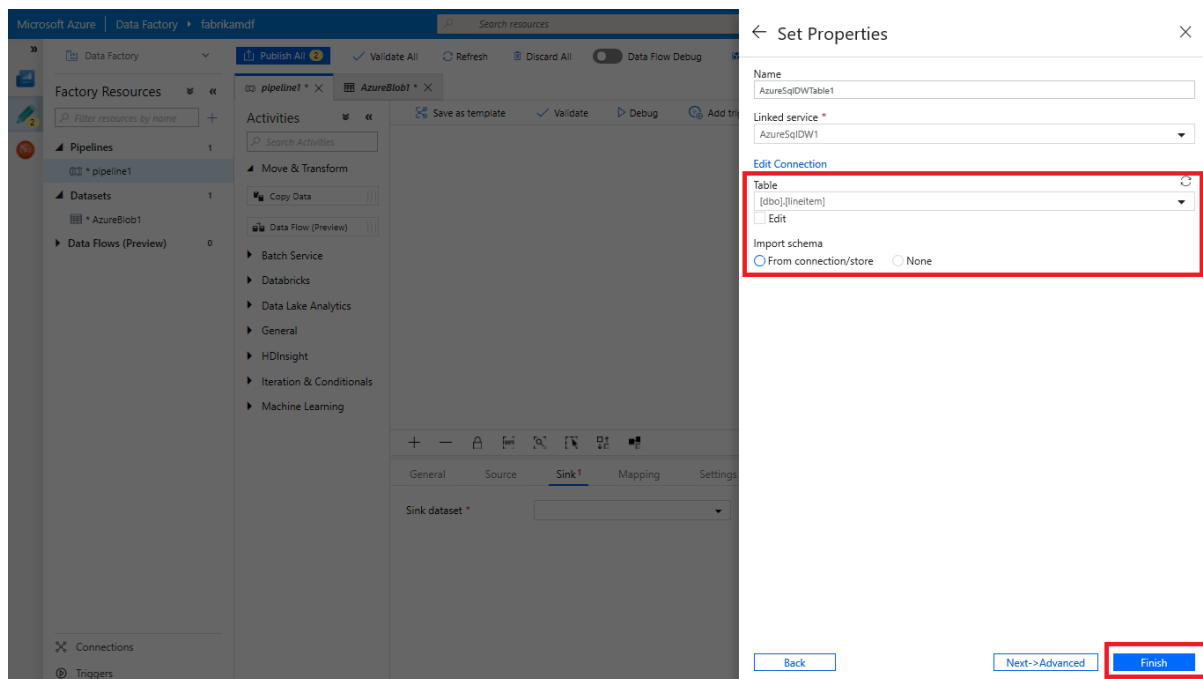 Microsoft Azure | Data Factory ▸ fabrikamdf
Search resources
»
Data Factory
Publish All 2
Validate All
Refresh
Discard All
Data Flow Debug
Factory Resources
«
pipeline1 *
AzureBlob1 *
Filter resources by name
Activities
«
Save as template
Validate
Debug
Add tri
Search Activities
2
Pipelines 1
* pipeline1
Datasets 1
* AzureBlob1
Data Flows (Preview) 0
Move & Transform
Copy Data
Data Flow (Preview)
Batch Service
Databricks
Data Lake Analytics
General
HDInsight
Iteration & Conditionals
Machine Learning
General
Source
Sink 1
Mapping
Settings
Sink dataset *
Connections
Triggers
Set Properties
Name
AzureSqlDWTable1
Linked service *
AzureSqlDW1
Edit Connection
Table
[dbo].[lineitem]
Edit
Import schema
From connection/store
None
Back
Next->Advanced
Finish